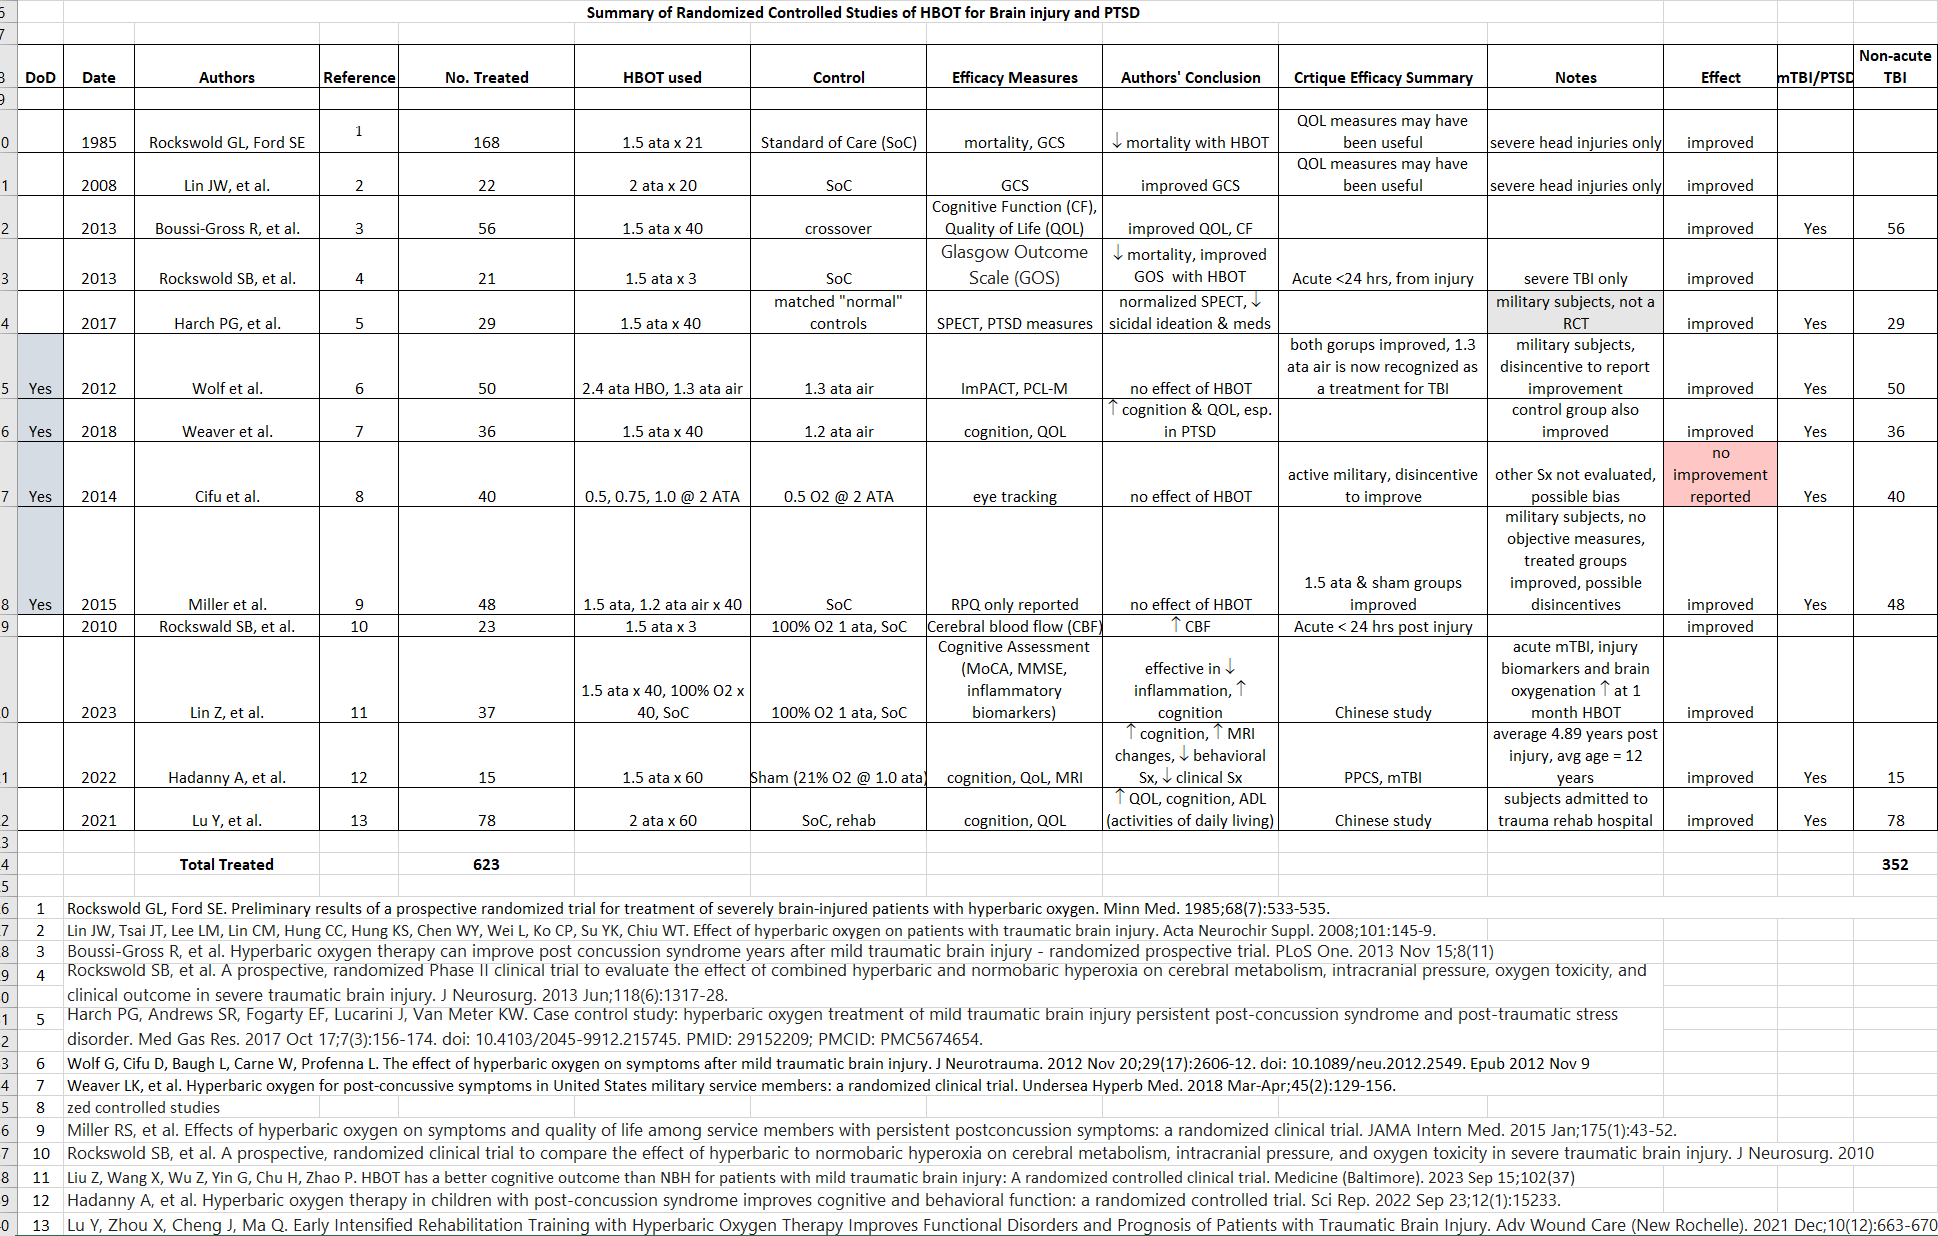 6 Summary of Randomized Controlled Studies of HBOT for Brain injury and PTSD
7
8 DoD Date Authors Reference No. Treated HBOT used Control Efficacy Measures Authors' Conclusion Crtique Efficacy Summary Notes Effect mTBI/PTSD Non-acute TBI
9
0 1985 Rockswold GL, Ford SE 1 168 1.5 ata x 21 Standard of Care (SoC) mortality, GCS ↓ mortality with HBOT QOL measures may have been useful severe head injuries only improved
1 2008 Lin JW, et al. 2 22 2 ata x 20 SoC GCS improved GCS QOL measures may have been useful severe head injuries only improved
2 2013 Boussi-Gross R, et al. 3 56 1.5 ata x 40 crossover Cognitive Function (CF), Quality of Life (QOL) improved QOL, CF improved Yes 56
3 2013 Rockswold SB, et al. 4 21 1.5 ata x 3 SoC Glasgow Outcome Scale (GOS) ↓ mortality, improved GOS with HBOT Acute <24 hrs, from injury severe TBI only improved
4 2017 Harch PG, et al. 5 29 1.5 ata x 40 matched "normal" controls SPECT, PTSD measures normalized SPECT, ↓ sicidal ideation & meds military subjects, not a RCT improved Yes 29
5 Yes 2012 Wolf et al. 6 50 2.4 ata HBO, 1.3 ata air 1.3 ata air ImPACT, PCL-M no effect of HBOT both gorups improved, 1.3 ata air is now recognized as a treatment for TBI military subjects, disincentive to report improvement improved Yes 50
6 Yes 2018 Weaver et al. 7 36 1.5 ata x 40 1.2 ata air cognition, QOL ↑ cognition & QOL, esp. in PTSD control group also improved improved Yes 36
7 Yes 2014 Cifu et al. 8 40 0.5, 0.75, 1.0 @ 2 ATA 0.5 O2 @ 2 ATA eye tracking no effect of HBOT active military, disincentive to improve other Sx not evaluated, possible bias no improvement reported Yes 40
8 Yes 2015 Miller et al. 9 48 1.5 ata, 1.2 ata air x 40 SoC RPQ only reported no effect of HBOT 1.5 ata & sham groups improved military subjects, no objective measures, treated groups improved, possible disincentives improved Yes 48
9 2010 Rockswald SB, et al. 10 23 1.5 ata x 3 100% O2 1 ata, SoC Cerebral blood flow (CBF) ↑ CBF Acute < 24 hrs post injury improved
0 2023 Lin Z, et al. 11 37 1.5 ata x 40, 100% O2 x 40, SoC 100% O2 1 ata, SoC Cognitive Assessment (MoCA, MMSE, inflammatory biomarkers) effective in ↓ inflammation, ↑ cognition Chinese study acute mTBI, injury biomarkers and brain oxygenation ↑ at 1 month HBOT improved
1 2022 Hadanny A, et al. 12 15 1.5 ata x 60 Sham (21% O2 @ 1.0 ata) cognition, QoL, MRI ↑ cognition, ↑ MRI changes, ↓ behavioral Sx, ↓ clinical Sx PPCS, mTBI average 4.89 years post injury, avg age = 12 years improved Yes 15
2 2021 Lu Y, et al. 13 78 2 ata x 60 SoC, rehab cognition, QOL ↑ QOL, cognition, ADL (activities of daily living) Chinese study subjects admitted to trauma rehab hospital improved Yes 78
3
4 Total Treated 623 352
5
6 1 Rockswold GL, Ford SE. Preliminary results of a prospective randomized trial for treatment of severely brain-injured patients with hyperbaric oxygen. Minn Med. 1985;68(7):533-535.
7 2 Lin JW, Tsai JT, Lee LM, Lin CM, Hung CC, Hung KS, Chen WY, Wei L, Ko CP, Su YK, Chiu WT. Effect of hyperbaric oxygen on patients with traumatic brain injury. Acta Neurochir Suppl. 2008;101:145-9.
8 3 Boussi-Gross R, et al. Hyperbaric oxygen therapy can improve post concussion syndrome years after mild traumatic brain injury - randomized prospective trial. PLoS One. 2013 Nov 15;8(11)
9 4 Rockswold SB, et al. A prospective, randomized Phase II clinical trial to evaluate the effect of combined hyperbaric and normobaric hyperoxia on cerebral metabolism, intracranial pressure, oxygen toxicity, and
0 clinical outcome in severe traumatic brain injury. J Neurosurg. 2013 Jun;118(6):1317-28.
1 5 Harch PG, Andrews SR, Fogarty EF, Lucarini J, Van Meter KW. Case control study: hyperbaric oxygen treatment of mild traumatic brain injury persistent post-concussion syndrome and post-traumatic stress
2 disorder. Med Gas Res. 2017 Oct 17;7(3):156-174. doi: 10.4103/2045-9912.215745. PMID: 29152209; PMCID: PMC5674654.
3 6 Wolf G, Cifu D, Baugh L, Carne W, Profenna L. The effect of hyperbaric oxygen on symptoms after mild traumatic brain injury. J Neurotrauma. 2012 Nov 20;29(17):2606-12. doi: 10.1089/neu.2012.2549. Epub 2012 Nov 9
4 7 Weaver LK, et al. Hyperbaric oxygen for post-concussive symptoms in United States military service members: a randomized clinical trial. Undersea Hyperb Med. 2018 Mar-Apr;45(2):129-156.
5 8 zed controlled studies
6 9 Miller RS, et al. Effects of hyperbaric oxygen on symptoms and quality of life among service members with persistent postconcussion symptoms: a randomized clinical trial. JAMA Intern Med. 2015 Jan;175(1):43-52.
7 10 Rockswold SB, et al. A prospective, randomized clinical trial to compare the effect of hyperbaric to normobaric hyperoxia on cerebral metabolism, intracranial pressure, and oxygen toxicity in severe traumatic brain injury. J Neurosurg. 2010
8 11 Liu Z, Wang X, Wu Z, Yin G, Chu H, Zhao P. HBOT has a better cognitive outcome than NBH for patients with mild traumatic brain injury: A randomized controlled clinical trial. Medicine (Baltimore). 2023 Sep 15;102(37)
9 12 Hadanny A, et al. Hyperbaric oxygen therapy in children with post-concussion syndrome improves cognitive and behavioral function: a randomized controlled trial. Sci Rep. 2022 Sep 23;12(1):15233.
0 13 Lu Y, Zhou X, Cheng J, Ma Q. Early Intensified Rehabilitation Training with Hyperbaric Oxygen Therapy Improves Functional Disorders and Prognosis of Patients with Traumatic Brain Injury. Adv Wound Care (New Rochelle). 2021 Dec;10(12):663-670